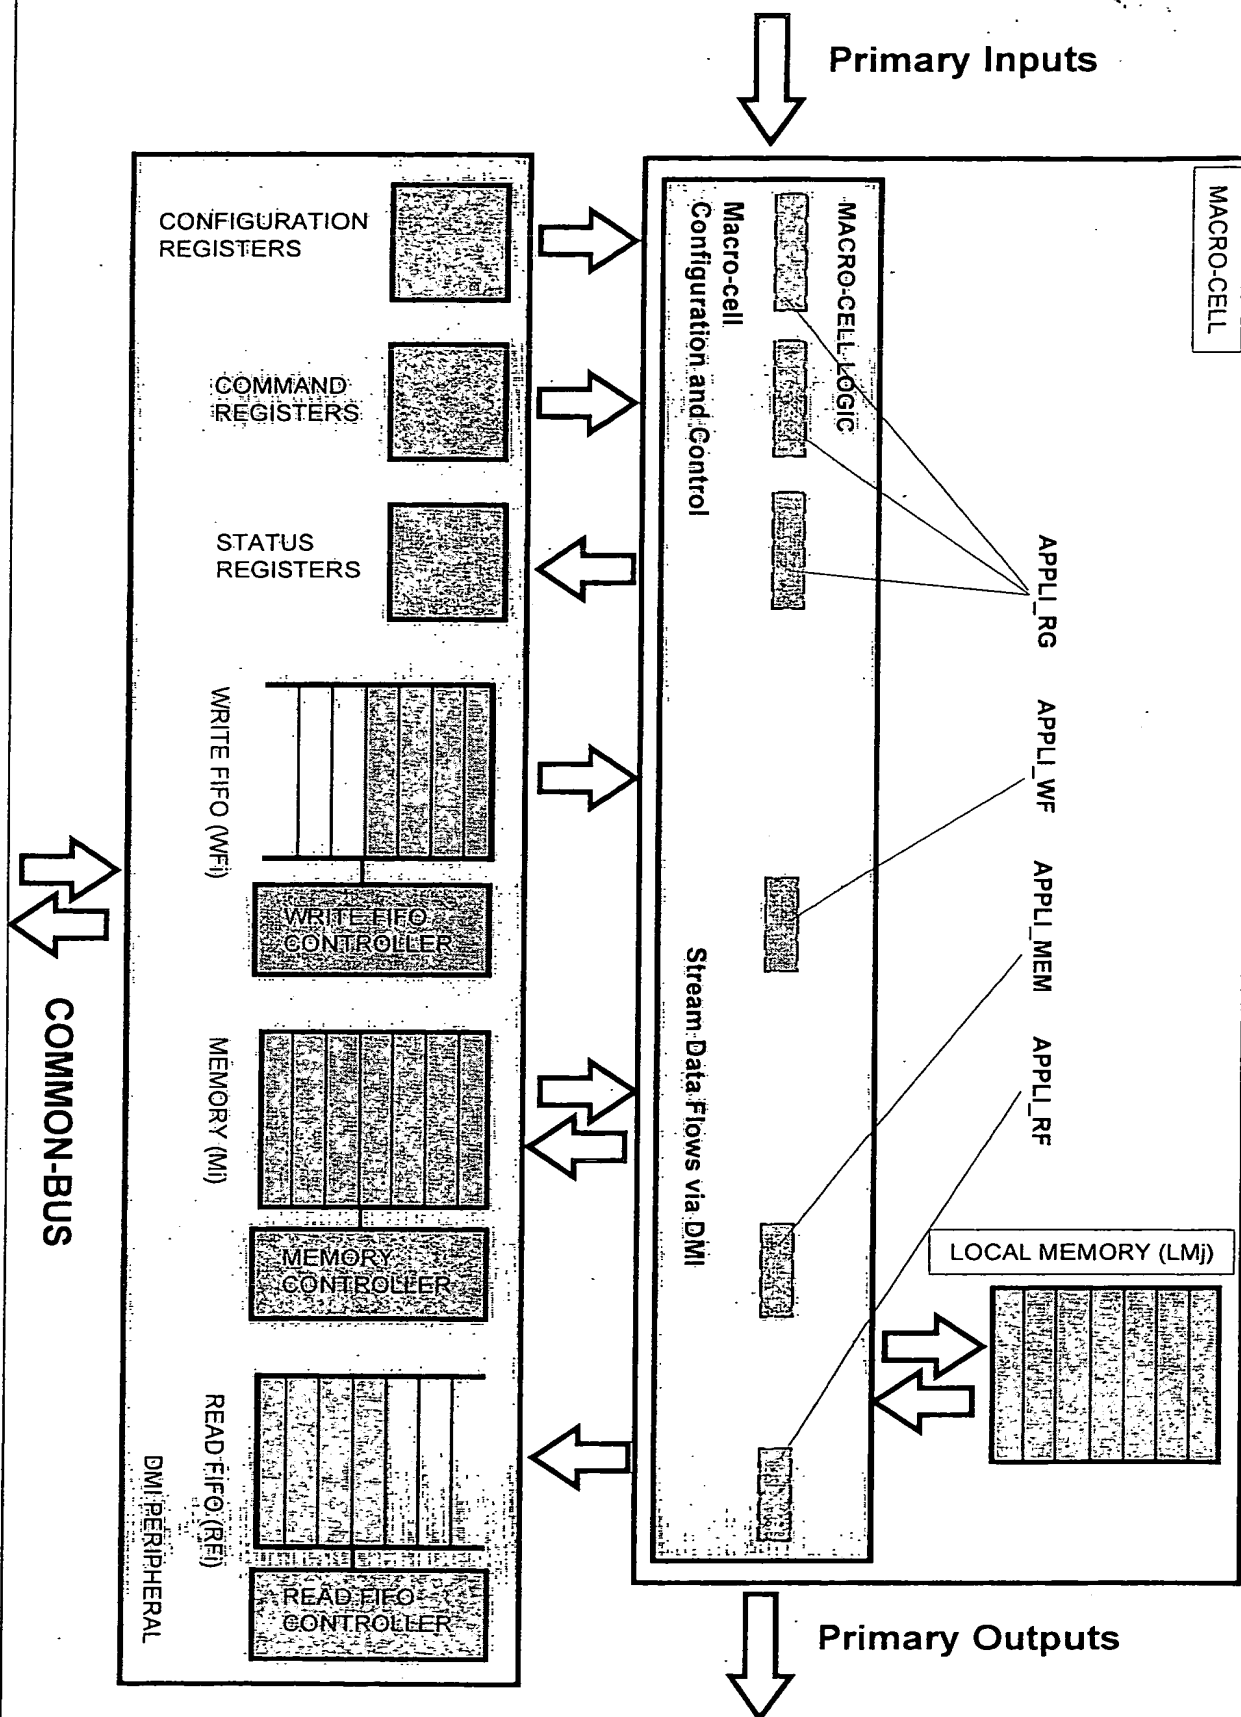 Primary Inputs
MACRO-CELL
MACRO-CELL LOGIC
Macro-cell
Configuration and Control
Stream Data Flows via DMI
APPLI_RG
APPLI_WF
APPLI_MEM
APPLI_RF
LOCAL MEMORY (LMj)
CONFIGURATION
REGISTERS
COMMAND
REGISTERS
STATUS
REGISTERS
WRITE FIFO (WFi)
WRITE FIFO
CONTROLLER
MEMORY (Mi)
MEMORY
CONTROLLER
READ FIFO (RFi)
READ FIFO
CONTROLLER
DMI PERIPHERAL
COMMON-BUS
Primary Outputs